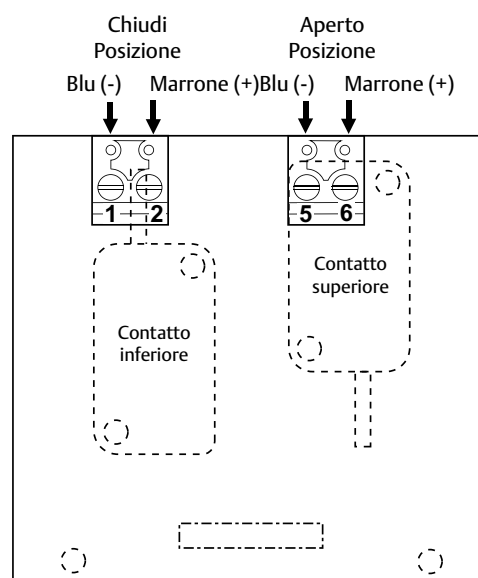 Chiudi
Posizione
Blu (-) Marrone (+)
Aperto
Posizione
Blu (-) Marrone (+)
1 2
5 6
Contatto
superiore
Contatto
inferiore